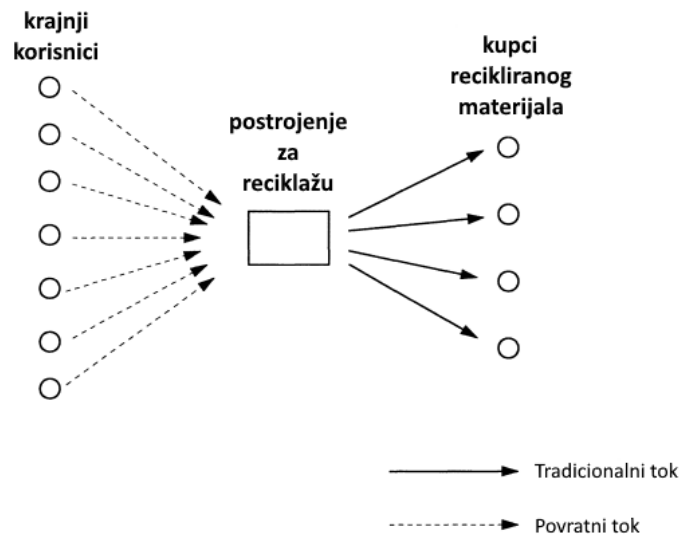 krajnji
korisnici
postrojenje
za
reciklažu
kupci
recikliranog
materijala
Tradicionalni tok
Povratni tok